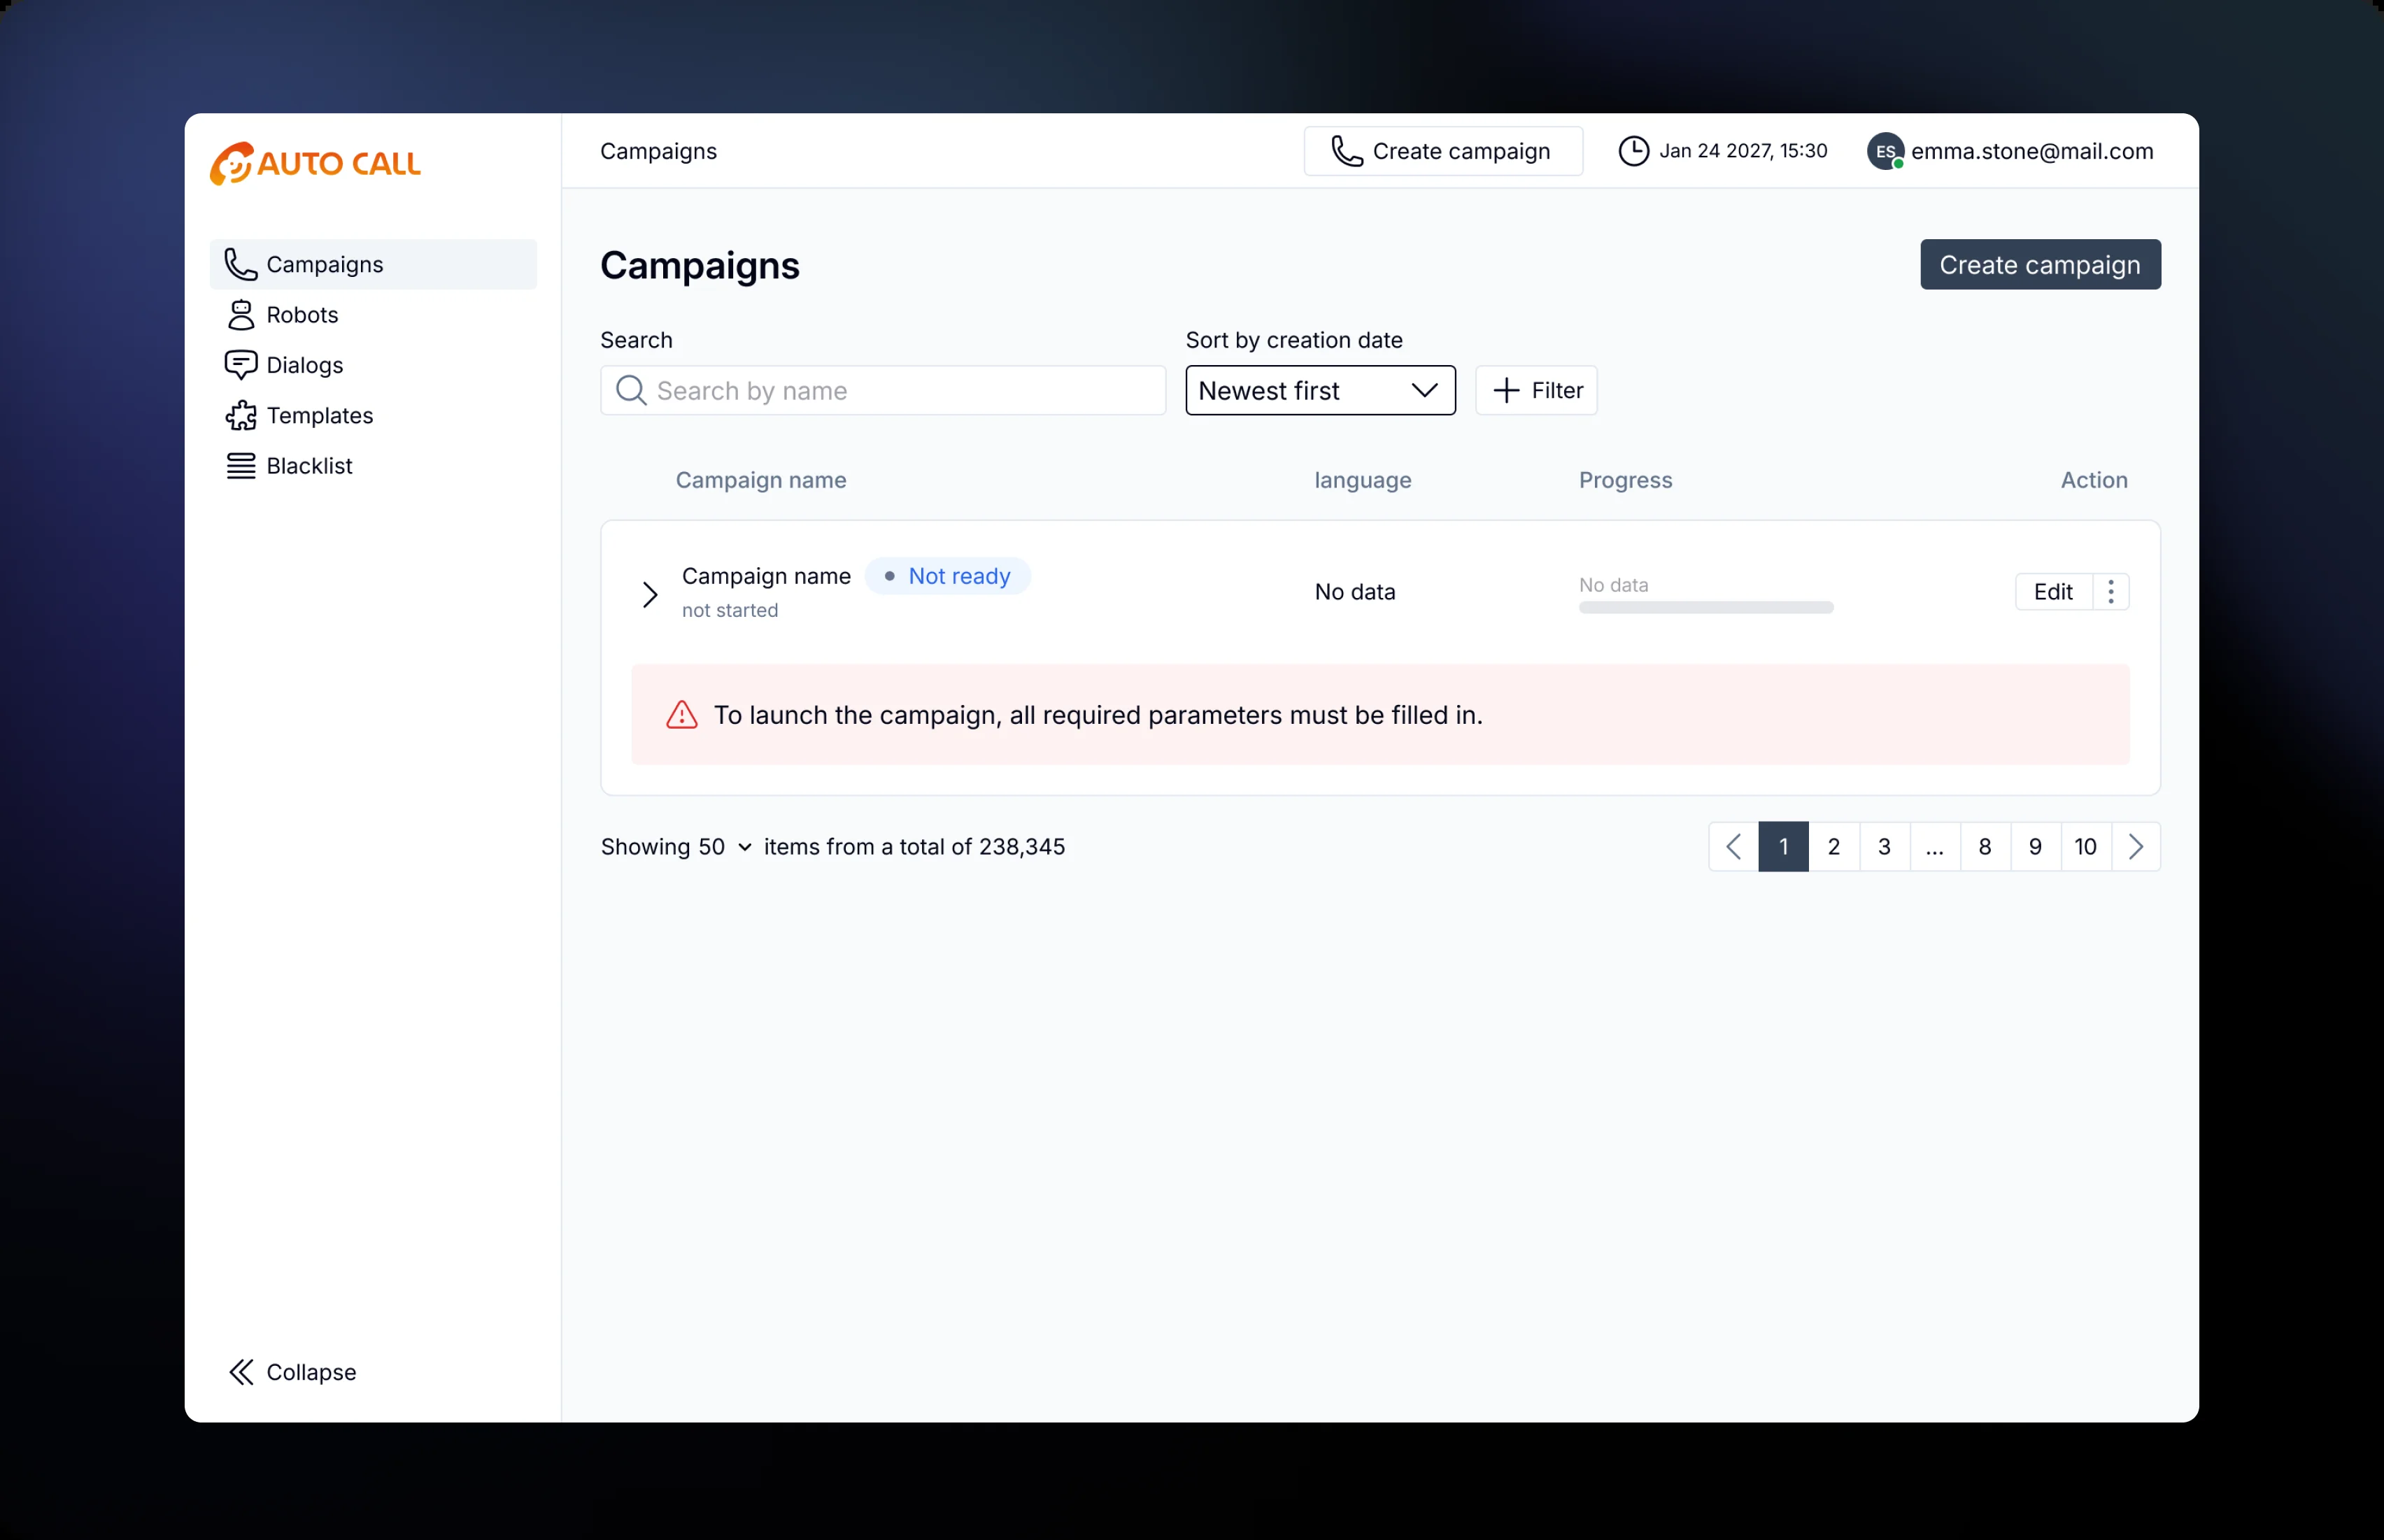 AUTO CALL
Campaigns
Robots
Dialogs
Templates
Blacklist
Collapse
Campaigns
Create campaign
Jan 24 2027, 15:30
ES
emma.stone@mail.com
Campaigns
Create campaign
Search
Search by name
Sort by creation date
Newest first
Filter
Campaign name
language
Progress
Action
Campaign name
Not ready
not started
No data
No data
Edit
To launch the campaign, all required parameters must be filled in.
Showing 50 items from a total of 238,345
1 2 3 ... 8 9 10